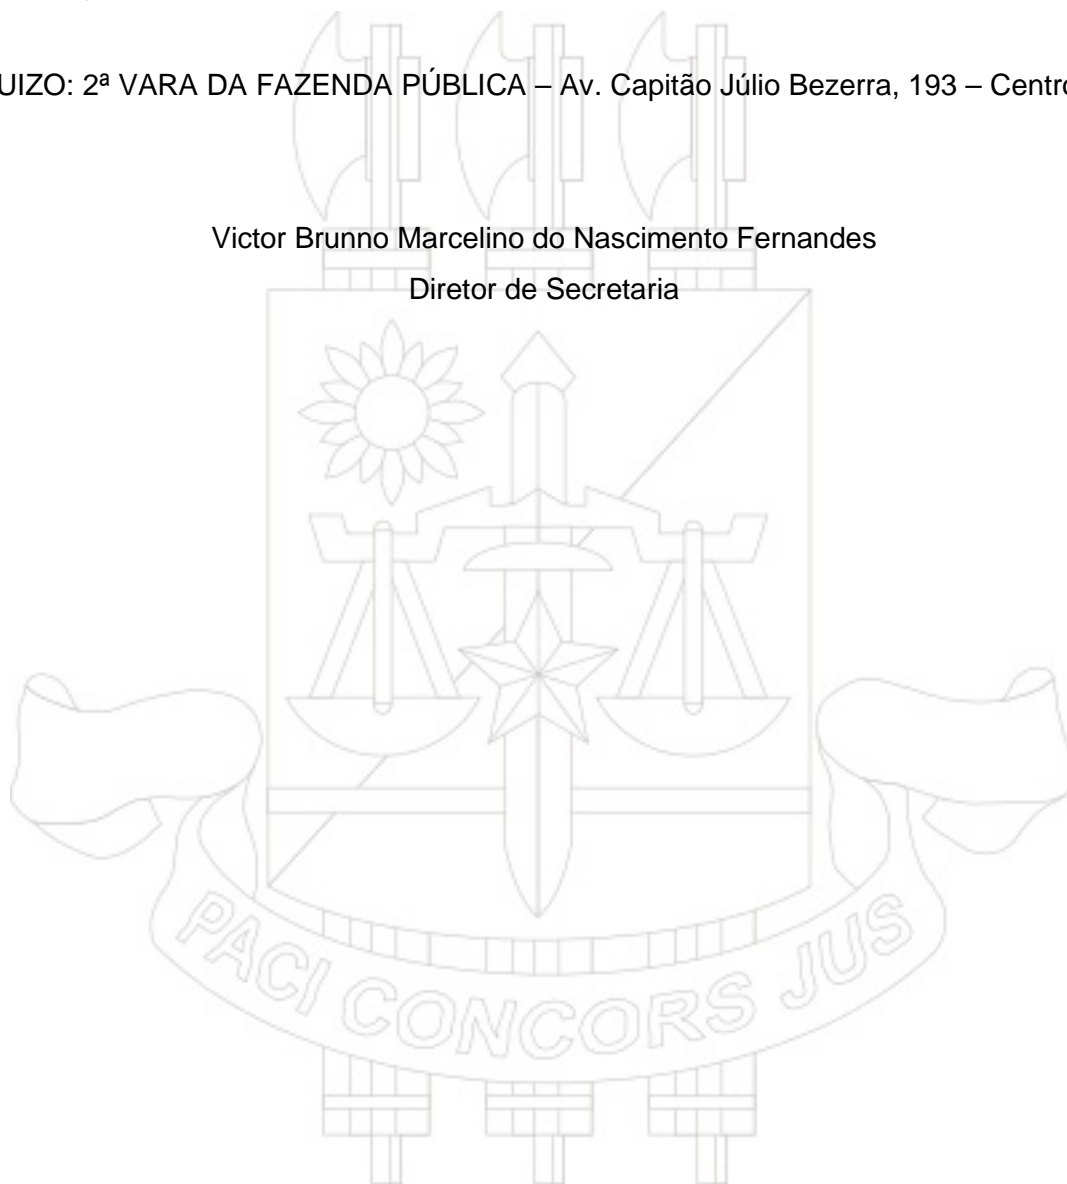 UIZO: 2ª VARA DA FAZENDA PÚBLICA – Av. Capitão Júlio Bezerra, 193 – Centro
Victor Brunno Marcelino do Nascimento Fernandes
Diretor de Secretaria
PACI CONCORS JUS